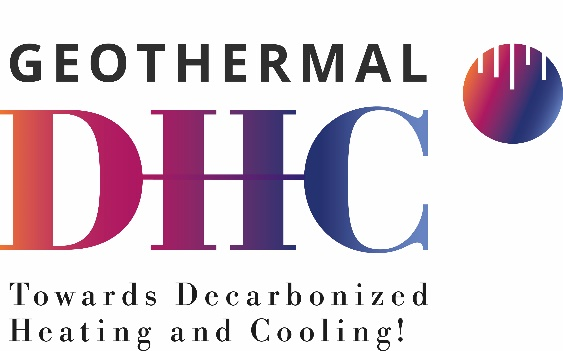 GEOTHERMAL
DHC
Towards Decarbonized
Heating and Cooling!